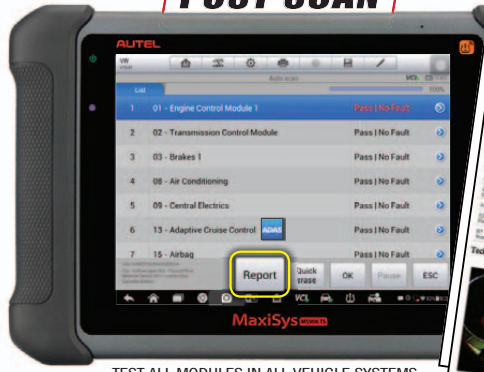 POST SCAN
AUTEL
VW
Auto scan
VCI
List
100%
1 01 - Engine Control Module 1 Pass | No Fault
2 02 - Transmission Control Module Pass | No Fault
3 03 - Brakes 1 Pass | No Fault
4 08 - Air Conditioning Pass | No Fault
5 09 - Central Electrics Pass | No Fault
6 13 - Adaptive Cruise Control ADAS Pass | No Fault
7 15 - Airbag Pass | No Fault
Report
Quick
Erase
OK
Pause
ESC
VCI
MaxiSys
TEST ALL MODULES IN ALL VEHICLE SYSTEMS